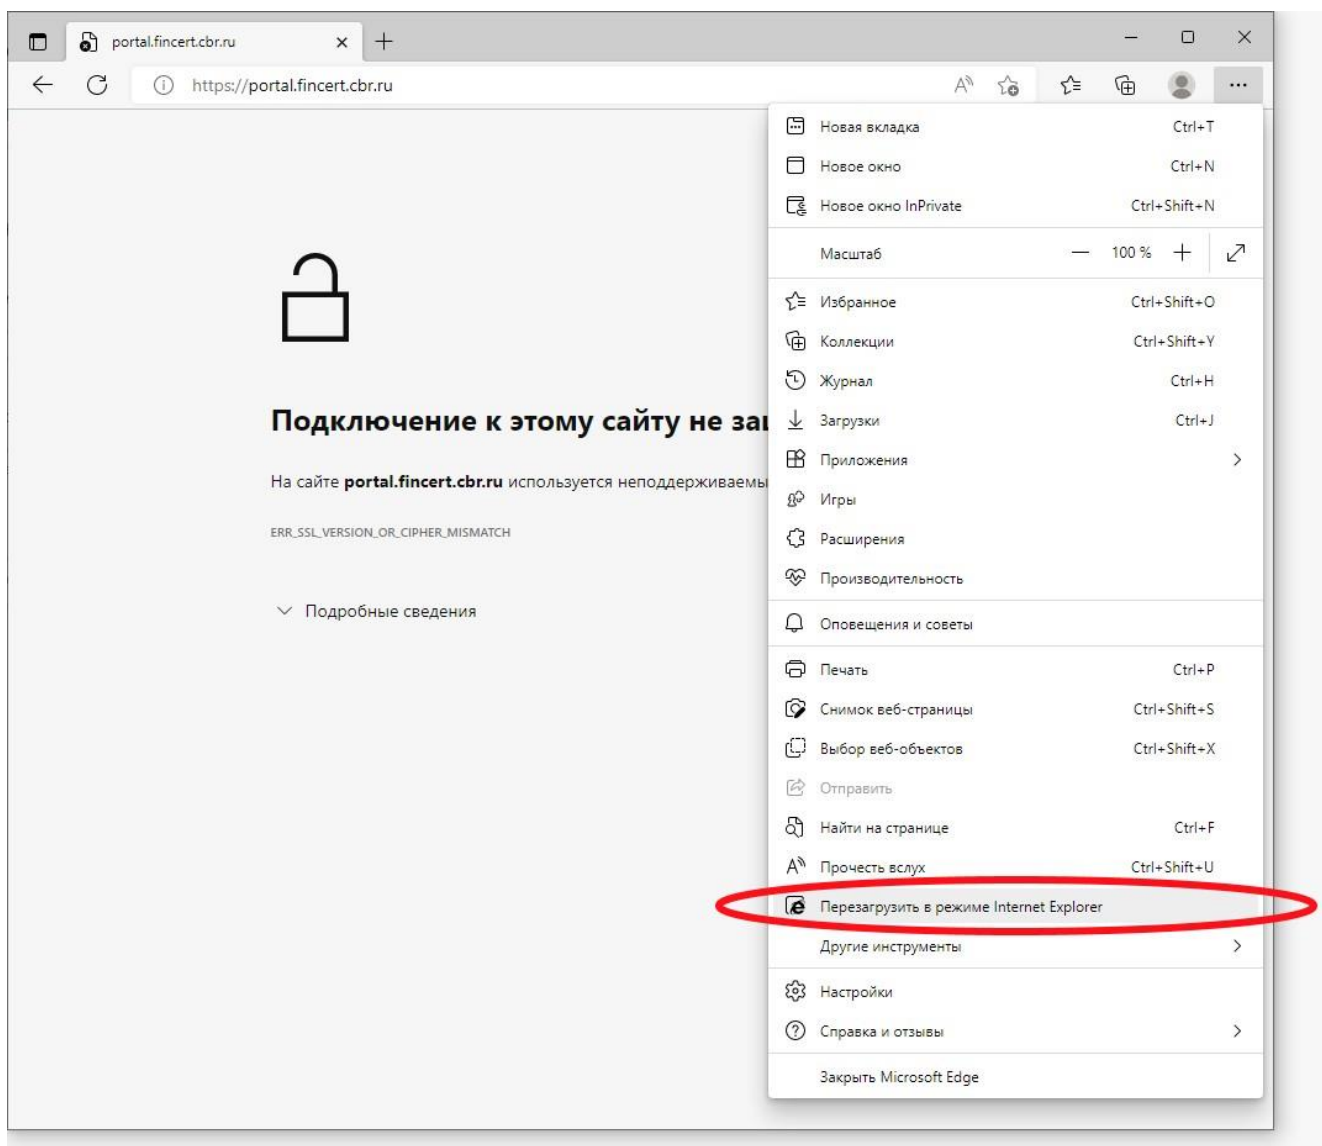 portal.fincert.cbr.ru
https://portal.fincert.cbr.ru
Новая вкладка Ctrl+T
Новое окно Ctrl+N
Новое окно InPrivate Ctrl+Shift+N
Масштаб — 100 % +
Избранное Ctrl+Shift+O
Коллекции Ctrl+Shift+Y
Журнал Ctrl+H
Загрузки Ctrl+J
Приложения
Игры
Расширения
Производительность
Оповещения и советы
Печать Ctrl+P
Снимок веб-страницы Ctrl+Shift+S
Выбор веб-объектов Ctrl+Shift+X
Отправить
Найти на странице Ctrl+F
Прочесть вслух Ctrl+Shift+U
Перезагрузить в режиме Internet Explorer
Другие инструменты
Настройки
Справка и отзывы
Закрыть Microsoft Edge
Подключение к этому сайту не за
На сайте portal.fincert.cbr.ru используется неподдерживаемы
ERR_SSL_VERSION_OR_CIPHER_MISMATCH
Подробные сведения